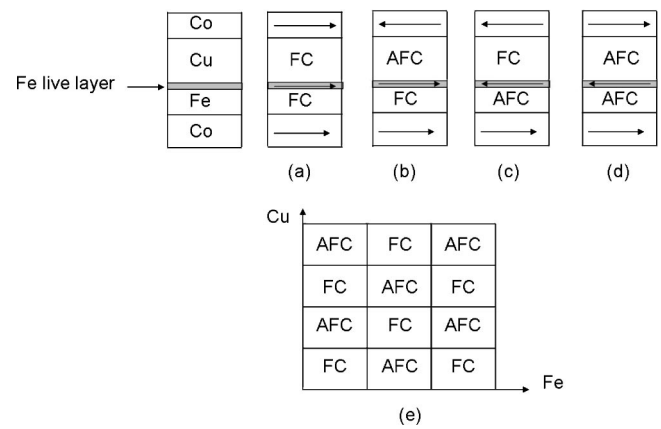 Co
Cu
Fe live layer
Fe
Co
FC
FC
(a)
AFC
FC
(b)
FC
AFC
(c)
AFC
AFC
(d)
Cu
AFC FC AFC
FC AFC FC
AFC FC AFC
FC AFC FC
Fe
(e)